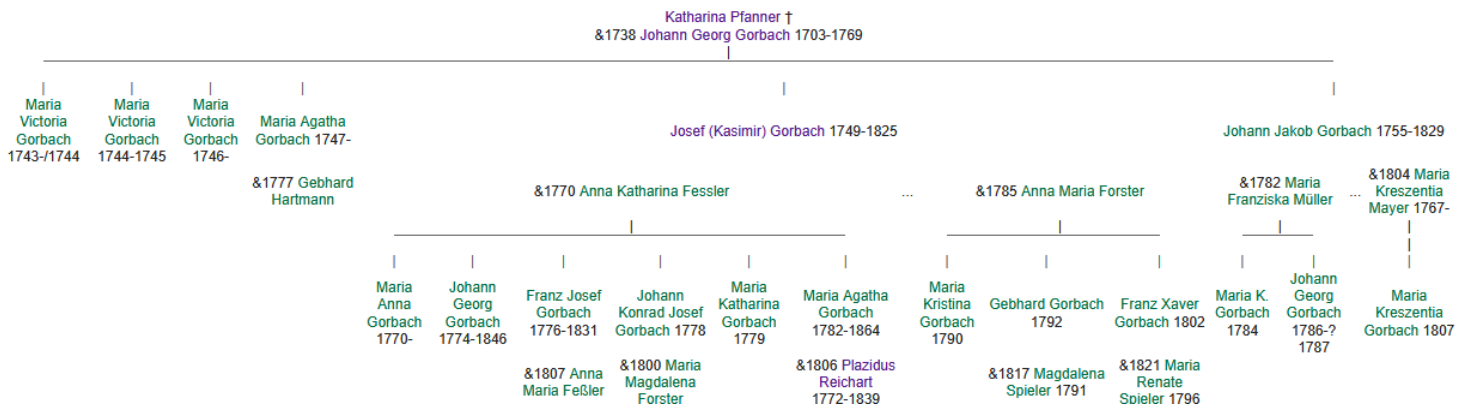 Katharina Pfanner †
&1738 Johann Georg Gorbach 1703-1769
Maria
Victoria
Gorbach
1743-/1744
Maria
Victoria
Gorbach
1744-1745
Maria
Victoria
Gorbach
1746-
Maria Agatha
Gorbach 1747-
&1777 Gebhard
Hartmann
Josef (Kasimir) Gorbach 1749-1825
Johann Jakob Gorbach 1755-1829
&1770 Anna Katharina Fessler
...
&1785 Anna Maria Forster
&1782 Maria
Franziska Müller
...
&1804 Maria
Kreszentia
Mayer 1767-
Maria
Anna
Gorbach
1770-
Johann
Georg
Gorbach
1774-1846
Franz Josef
Gorbach
1776-1831
&1807 Anna
Maria Feßler
Johann
Konrad Josef
Gorbach 1778
&1800 Maria
Magdalena
Forster
Maria
Katharina
Gorbach
1779
Maria Agatha
Gorbach
1782-1864
&1806 Plazidus
Reichart
1772-1839
Maria
Kristina
Gorbach
1790
Gebhard Gorbach
1792
&1817 Magdalena
Spieler 1791
Franz Xaver
Gorbach 1802
&1821 Maria
Renate
Spieler 1796
Maria K.
Gorbach
1784
Johann
Georg
Gorbach
1786-?
1787
Maria
Kreszentia
Gorbach 1807